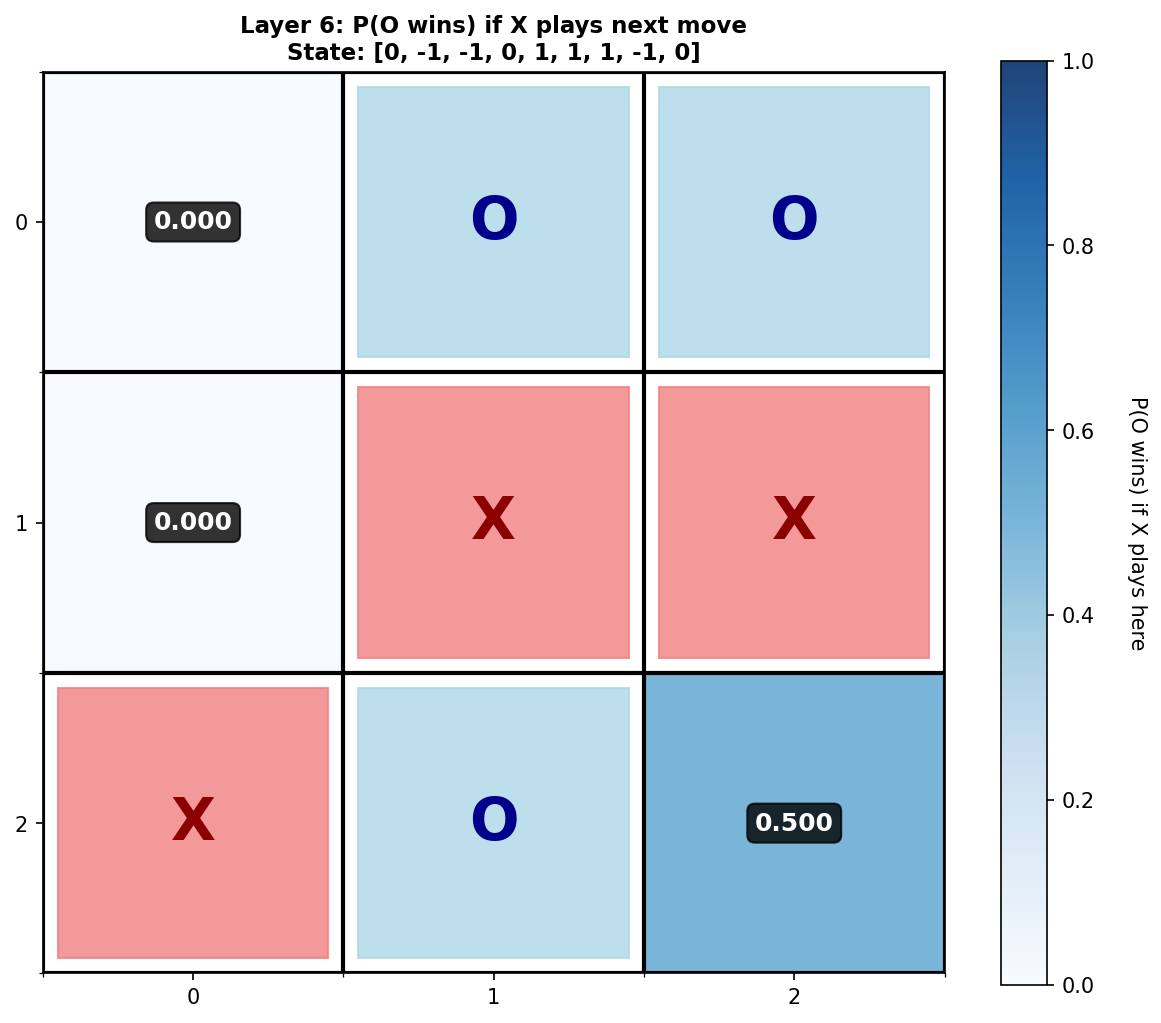 Layer 6: P(O wins) if X plays next move
State: [0, -1, -1, 0, 1, 1, 1, -1, 0]
1.0
0.8
0.6
0.4
0.2
0.0
P(O wins) if X plays here
0
0.000
O
O
1
0.000
X
X
2
X
O
0.500
0
1
2